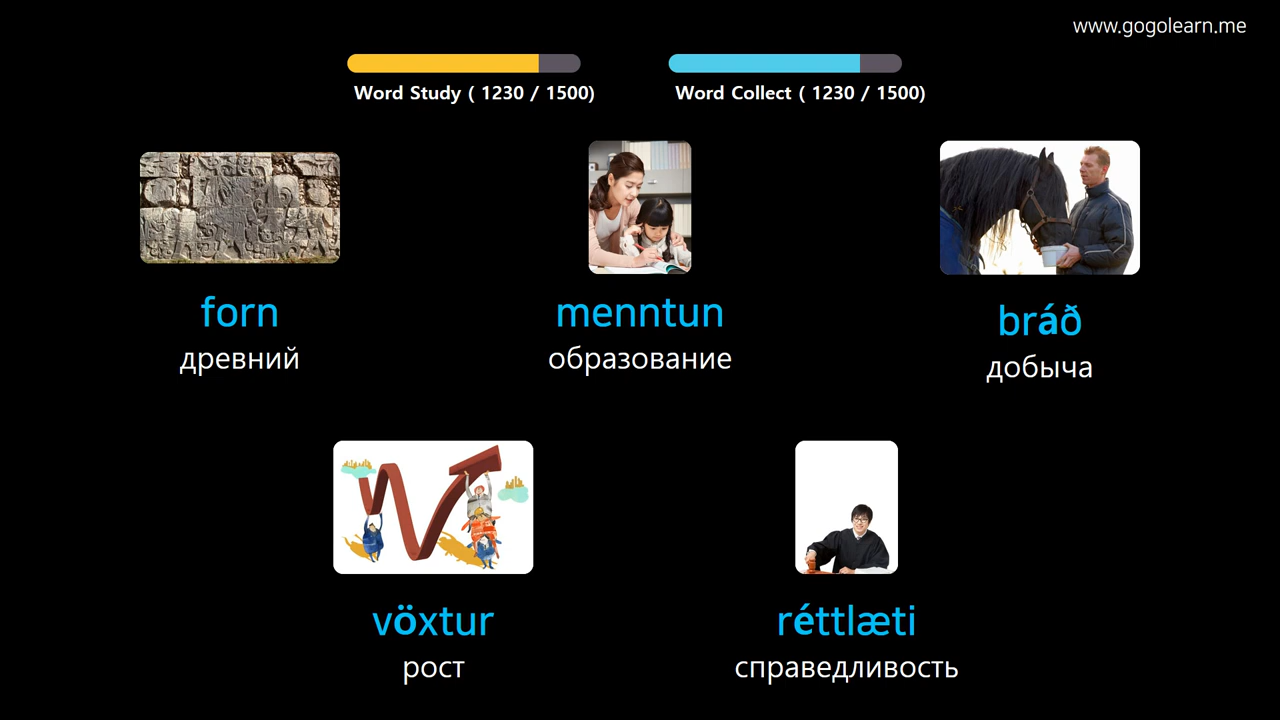 www.gogolearn.me
Word Study ( 1230 / 1500)
Word Collect ( 1230 / 1500)
forn
древний
menntun
образование
bráð
добыча
vöxtur
рост
réttlæti
справедливость